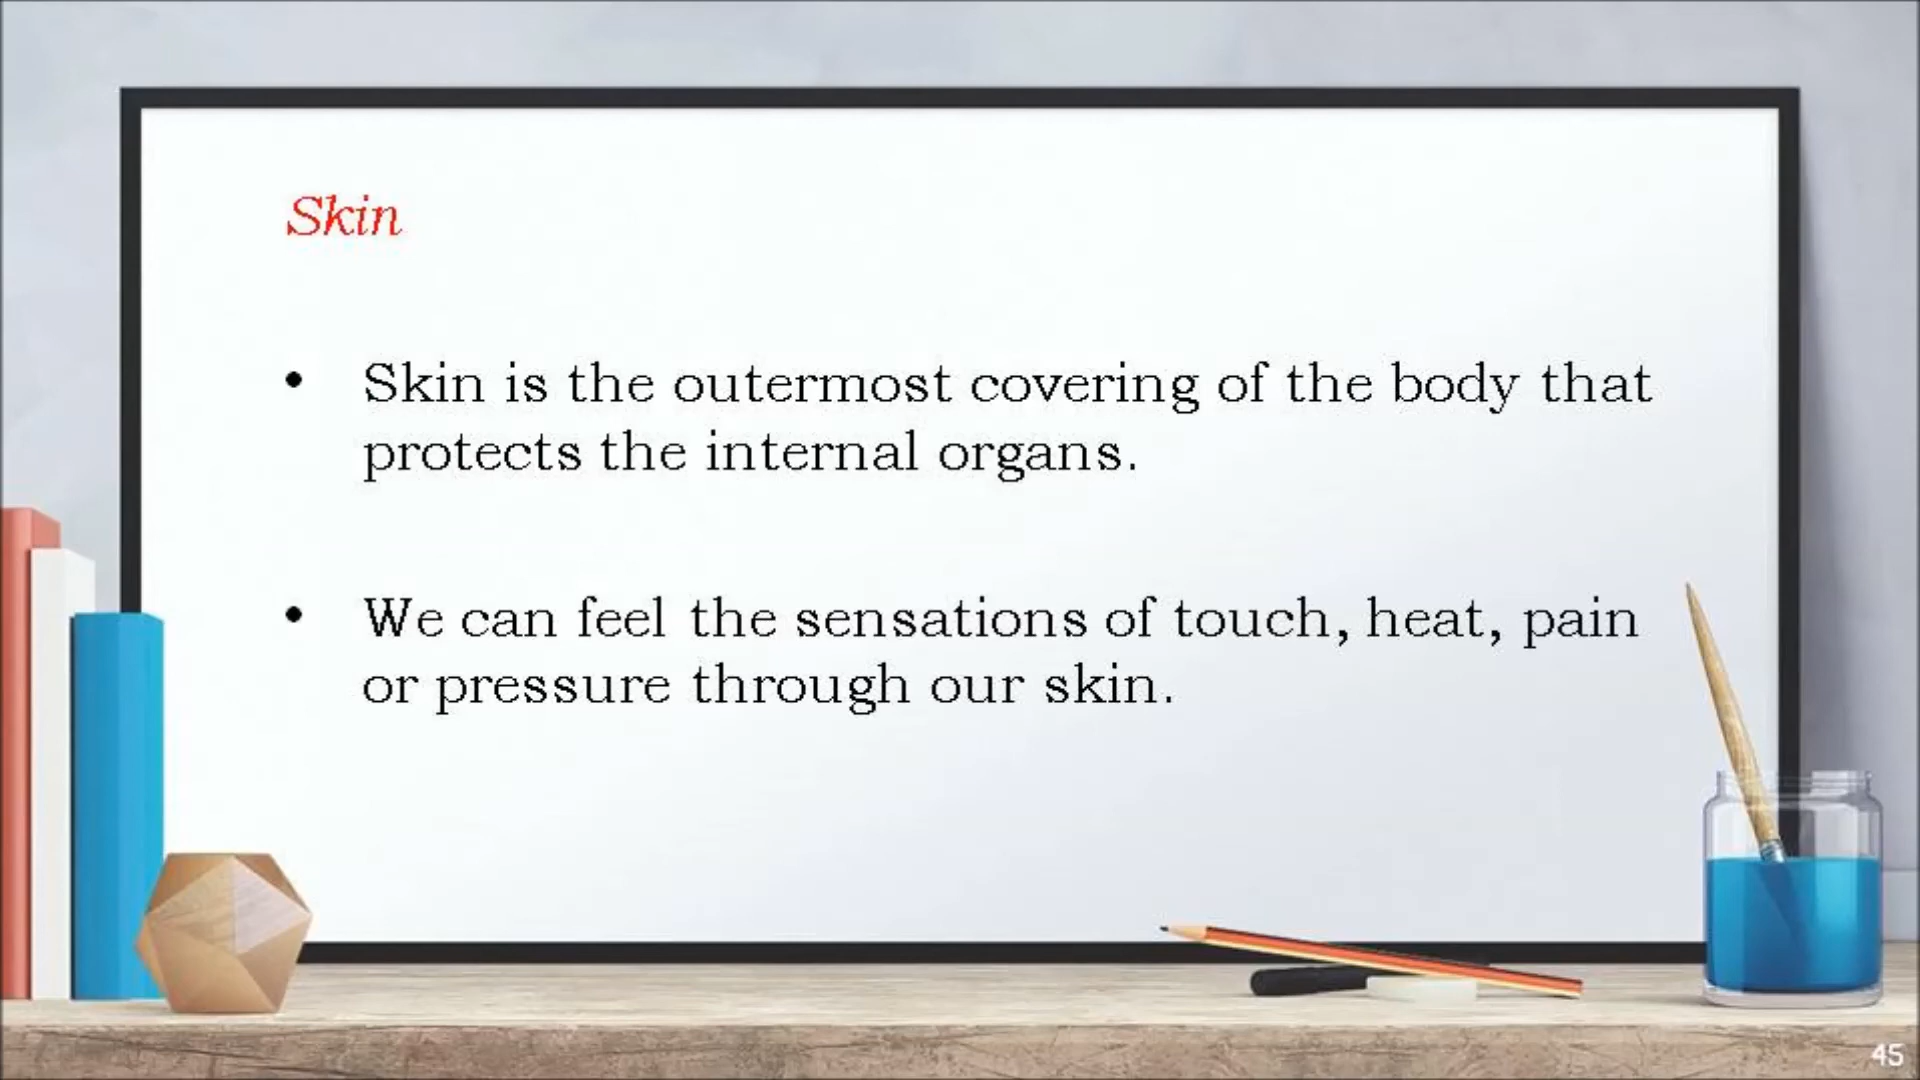 Skin
• Skin is the outermost covering of the body that
protects the internal organs.
• We can feel the sensations of touch, heat, pain
or pressure through our skin.
45